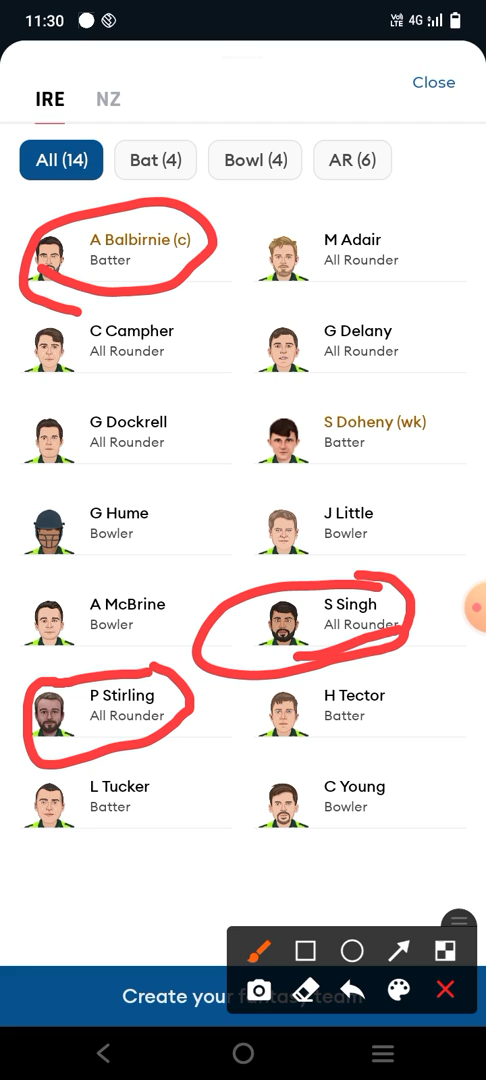 11:30
Vo) LTE 4G
Close
IRE NZ
All (14) Bat (4) Bowl (4) AR (6)
A Balbirnie (c) M Adair
Batter All Rounder
C Campher G Delany
All Rounder All Rounder
G Dockrell S Doheny (wk)
All Rounder Batter
G Hume J Little
Bowler Bowler
A McBrine S Singh
Bowler All Rounder
P Stirling H Tector
All Rounder Batter
L Tucker C Young
Batter Bowler
Create your fantasy team